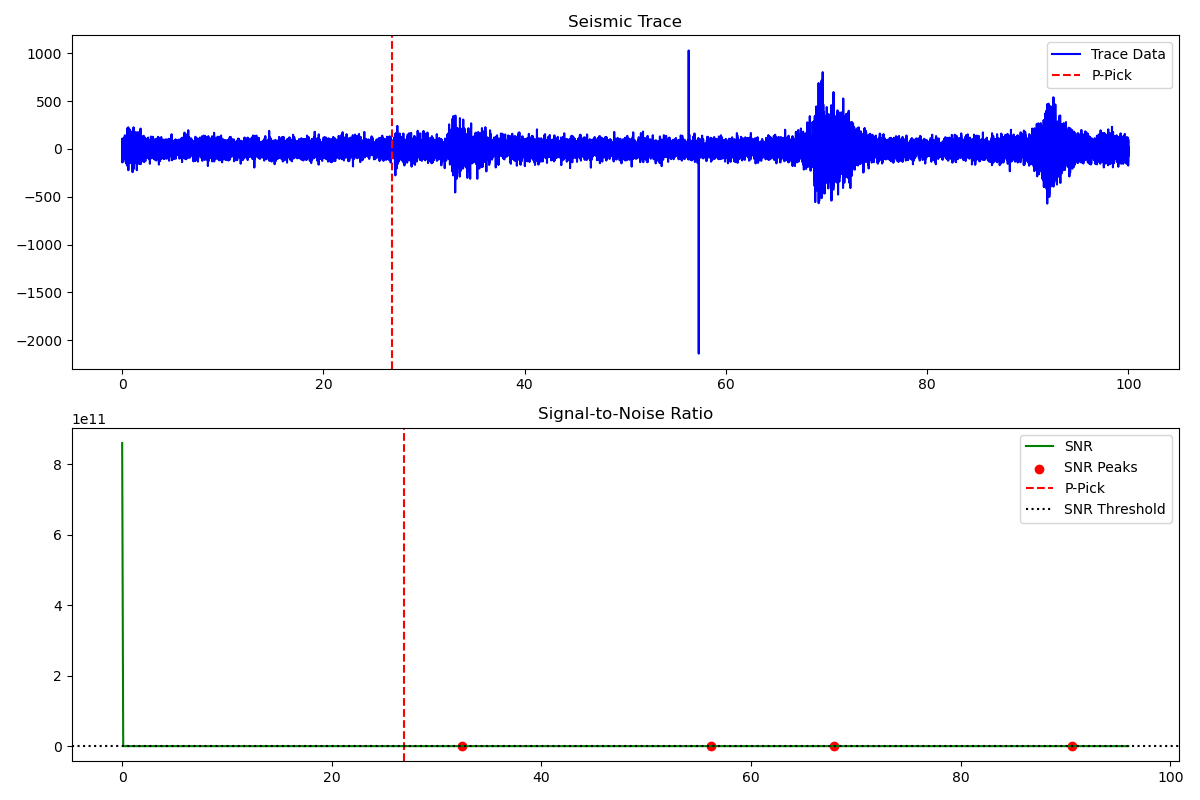 Seismic Trace
1000
500
0
−500
−1000
−1500
−2000
Trace Data
P-Pick
0 20 40 60 80 100
Signal-to-Noise Ratio
1e11
8
6
4
2
0
SNR
SNR Peaks
P-Pick
SNR Threshold
0 20 40 60 80 100